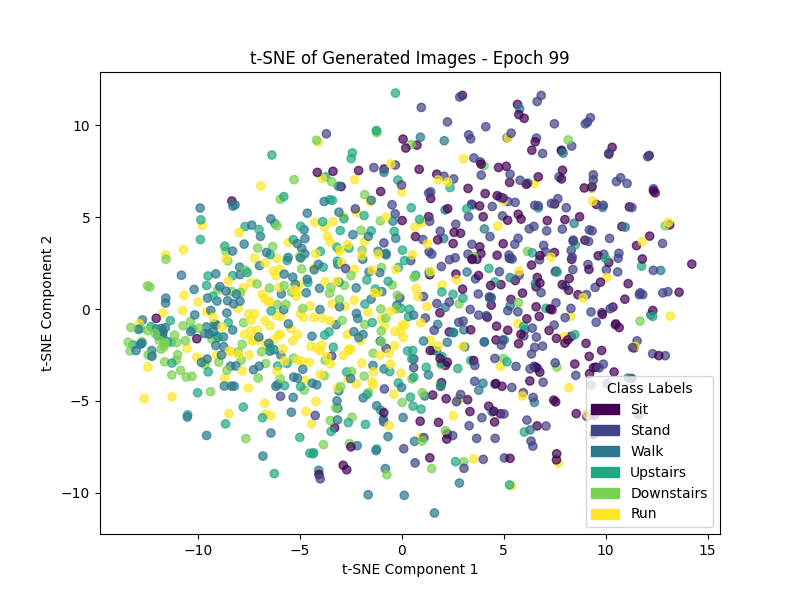 t-SNE of Generated Images - Epoch 99
t-SNE Component 2
10
5
0
−5
−10
−10
−5
0
5
10
15
t-SNE Component 1
Class Labels
Sit
Stand
Walk
Upstairs
Downstairs
Run